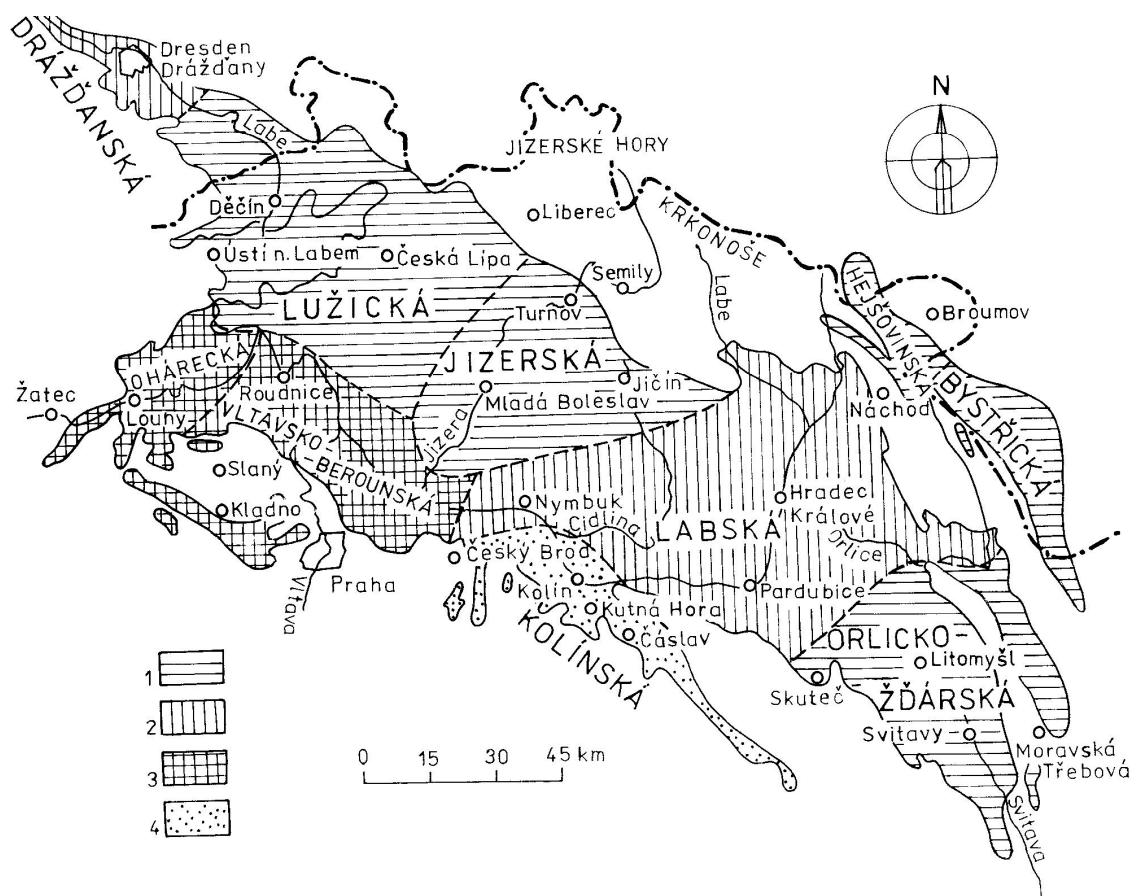 Dresden
Drážďany
DRÁŽĎANSKÁ
N
Labe
JIZERSKÉ HORY
Děčín
Liberec
KRKONOŠE
Ústí n. Labem
Česká Lípa
Semily
Labe
HEJŠOVINSKÁ
Broumov
LUŽICKÁ
Turnov
BYSTŘICKÁ
OHÁRECKÁ
JIZERSKÁ
Žatec
Roudnice
Jičín
Louny
Mladá Boleslav
Náchod
VLTAVSKO-
-BEROUNSKÁ
Jizera
Slaný
Kladno
Nymbuk
Hradec
Králové
Cidlina
LABSKÁ
Orlice
Český Brod
Praha
Vltava
Kolín
Pardubice
Kutná Hora
KOLÍNSKÁ
Čáslav
ORLICKO-
Litomyšl
Skuteč
ŽĎÁRSKÁ
Svitavy
Moravská
Třebová
Svitava
1
2
3
4
0 15 30 45 km